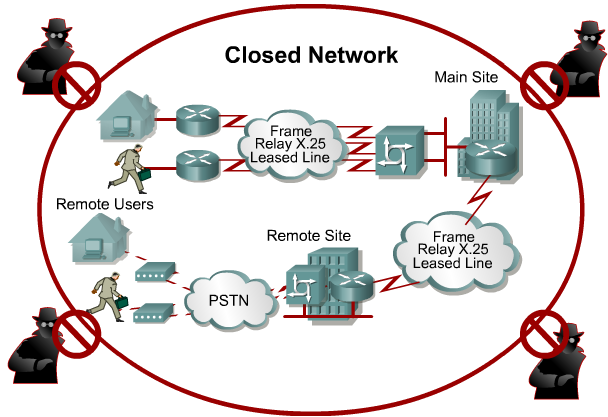 Closed Network
Main Site
Frame
Relay X.25
Leased Line
Remote Users
Remote Site
Frame
Relay X.25
Leased Line
PSTN